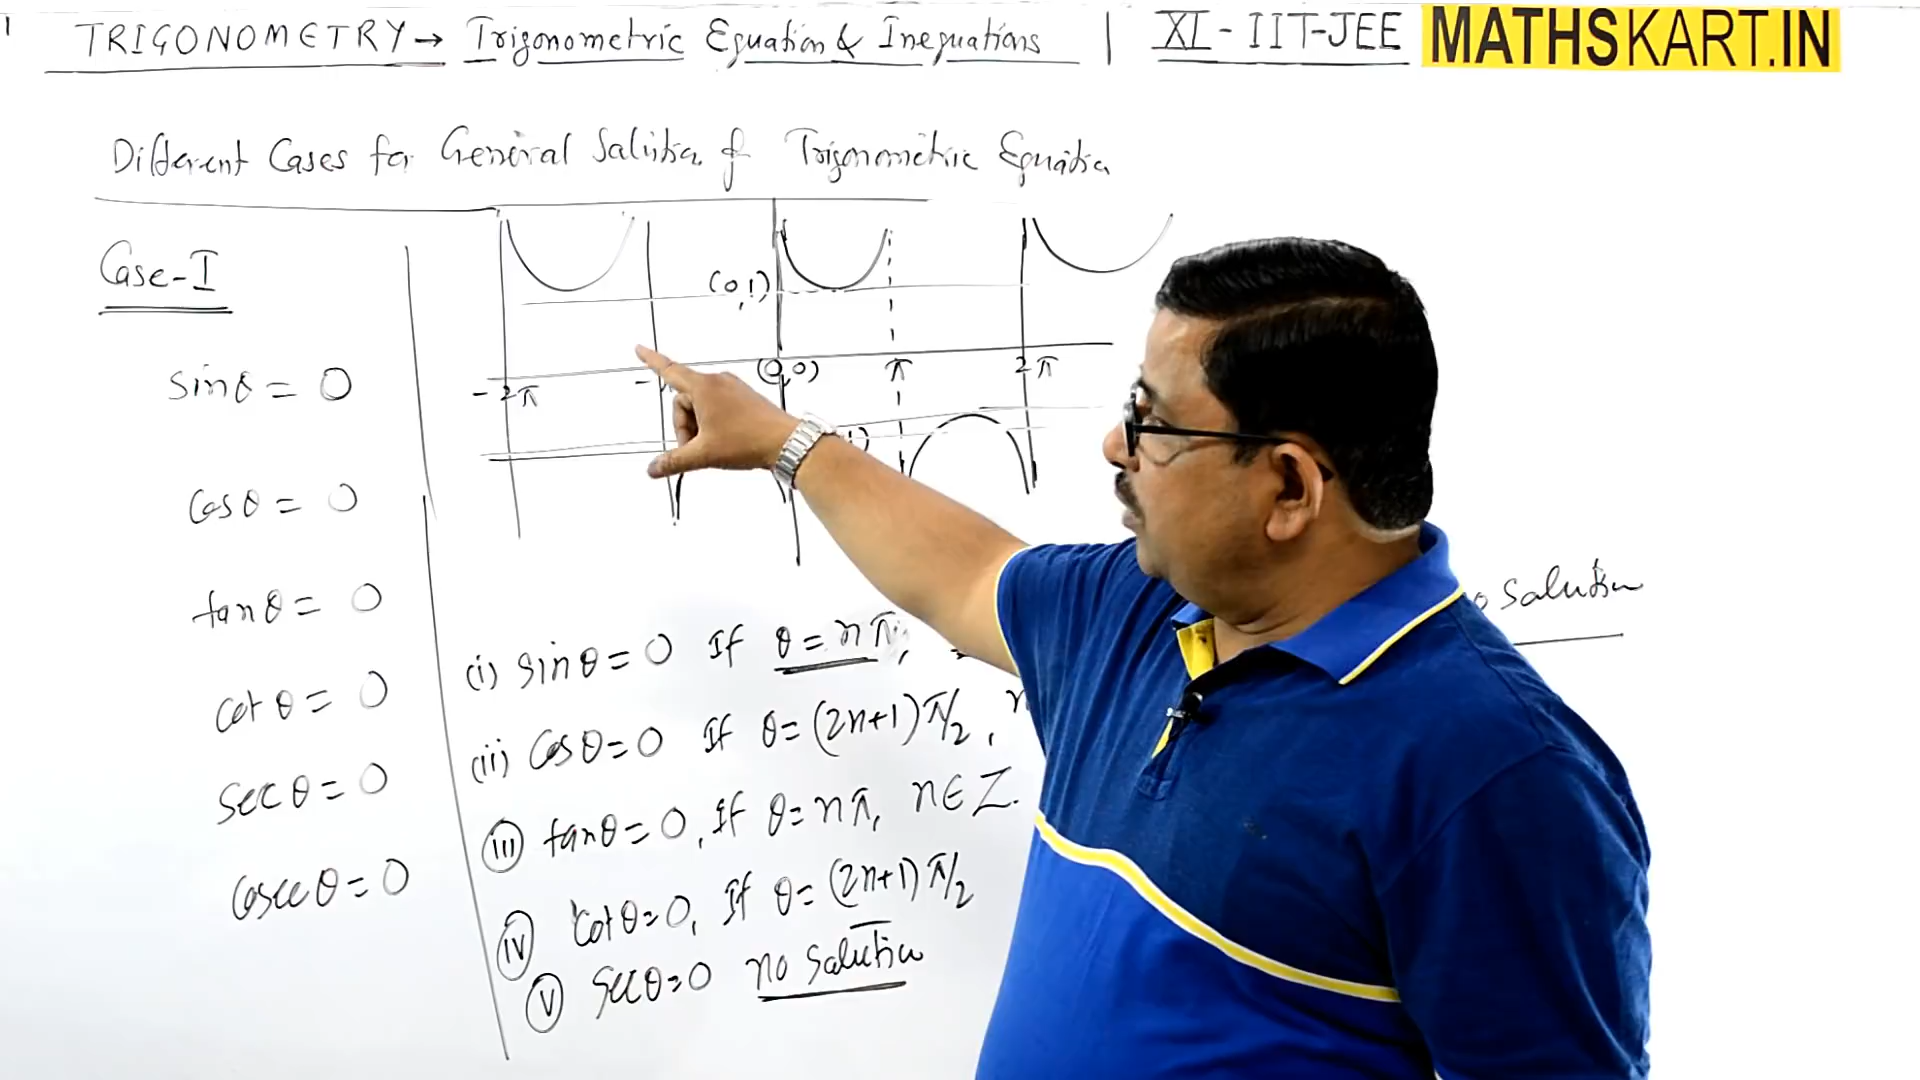 TRIGONOMETRY → Trigonometric Equation & Inequations | XI - IIT-JEE MATHSKART.IN
Different Cases for General Solution of Trigonometric Equation
Case-I
(0,1)
-2π (0,0) π 2π
sinθ = 0
cosθ = 0
tanθ = 0
cotθ = 0
secθ = 0
cosecθ = 0
(i) sinθ = 0 If θ = nπ,
(ii) cosθ = 0 If θ = (2n+1)π/2, n
(iii) tanθ = 0, If θ = nπ, n∈Z.
(iv) cotθ = 0, If θ = (2n+1)π/2
(v) secθ = 0 no solution
no solution